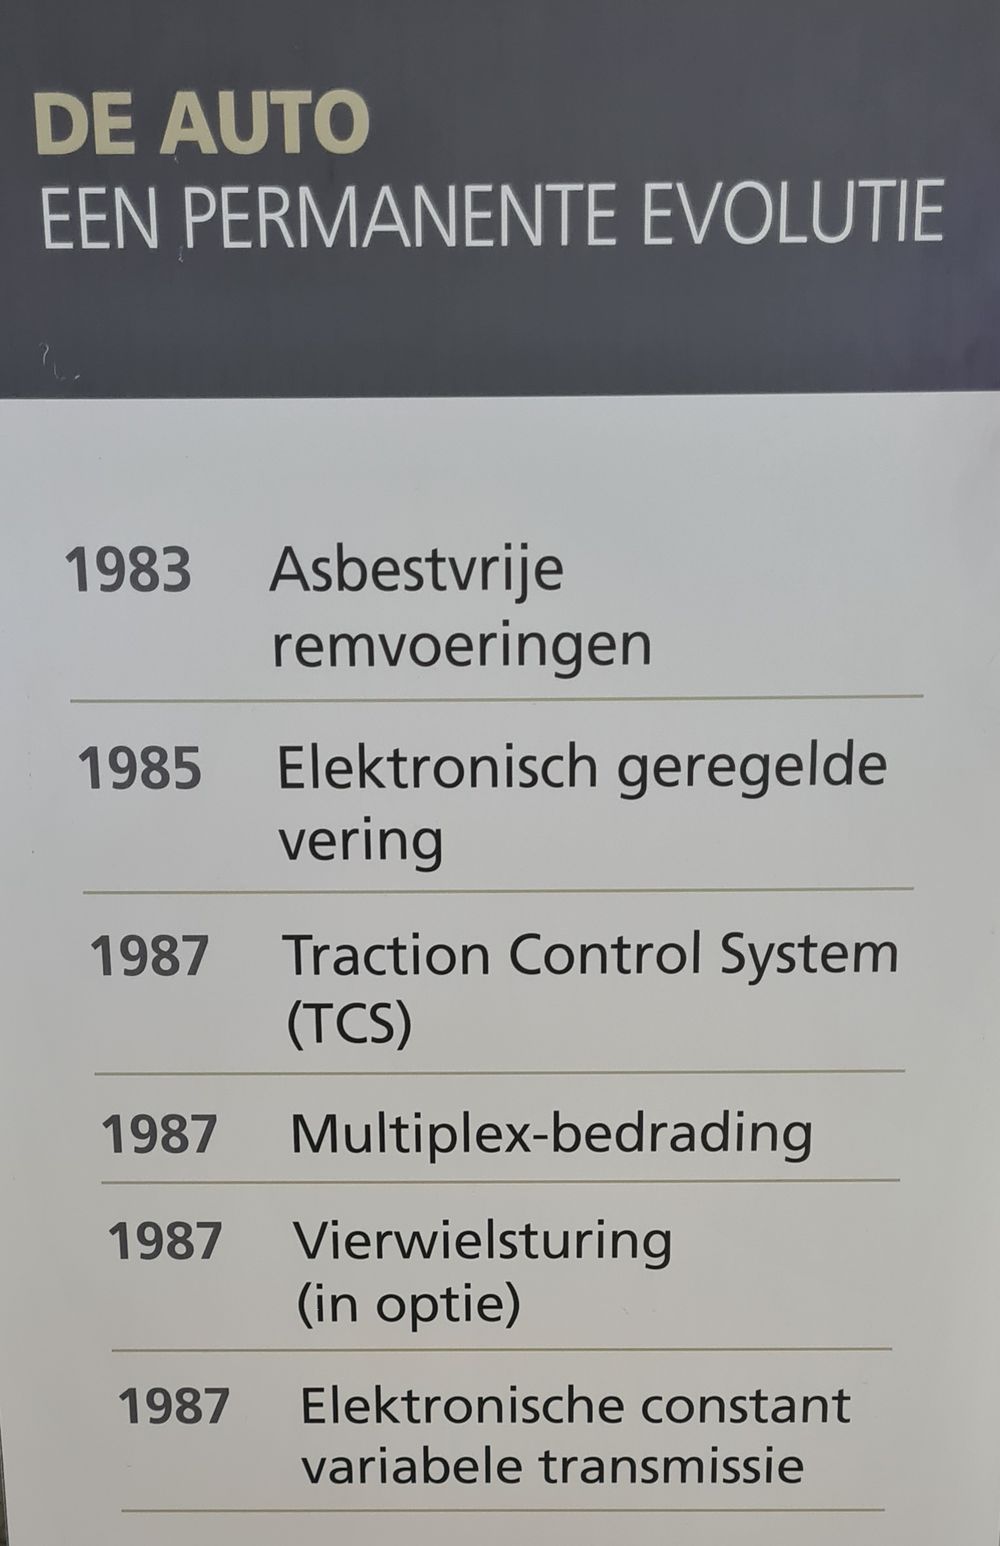 DE AUTO
EEN PERMANENTE EVOLUTIE
1983 Asbestvrije
remvoeringen
1985 Elektronisch geregelde
vering
1987 Traction Control System
(TCS)
1987 Multiplex-bedrading
1987 Vierwielsturing
(in optie)
1987 Elektronische constant
variabele transmissie